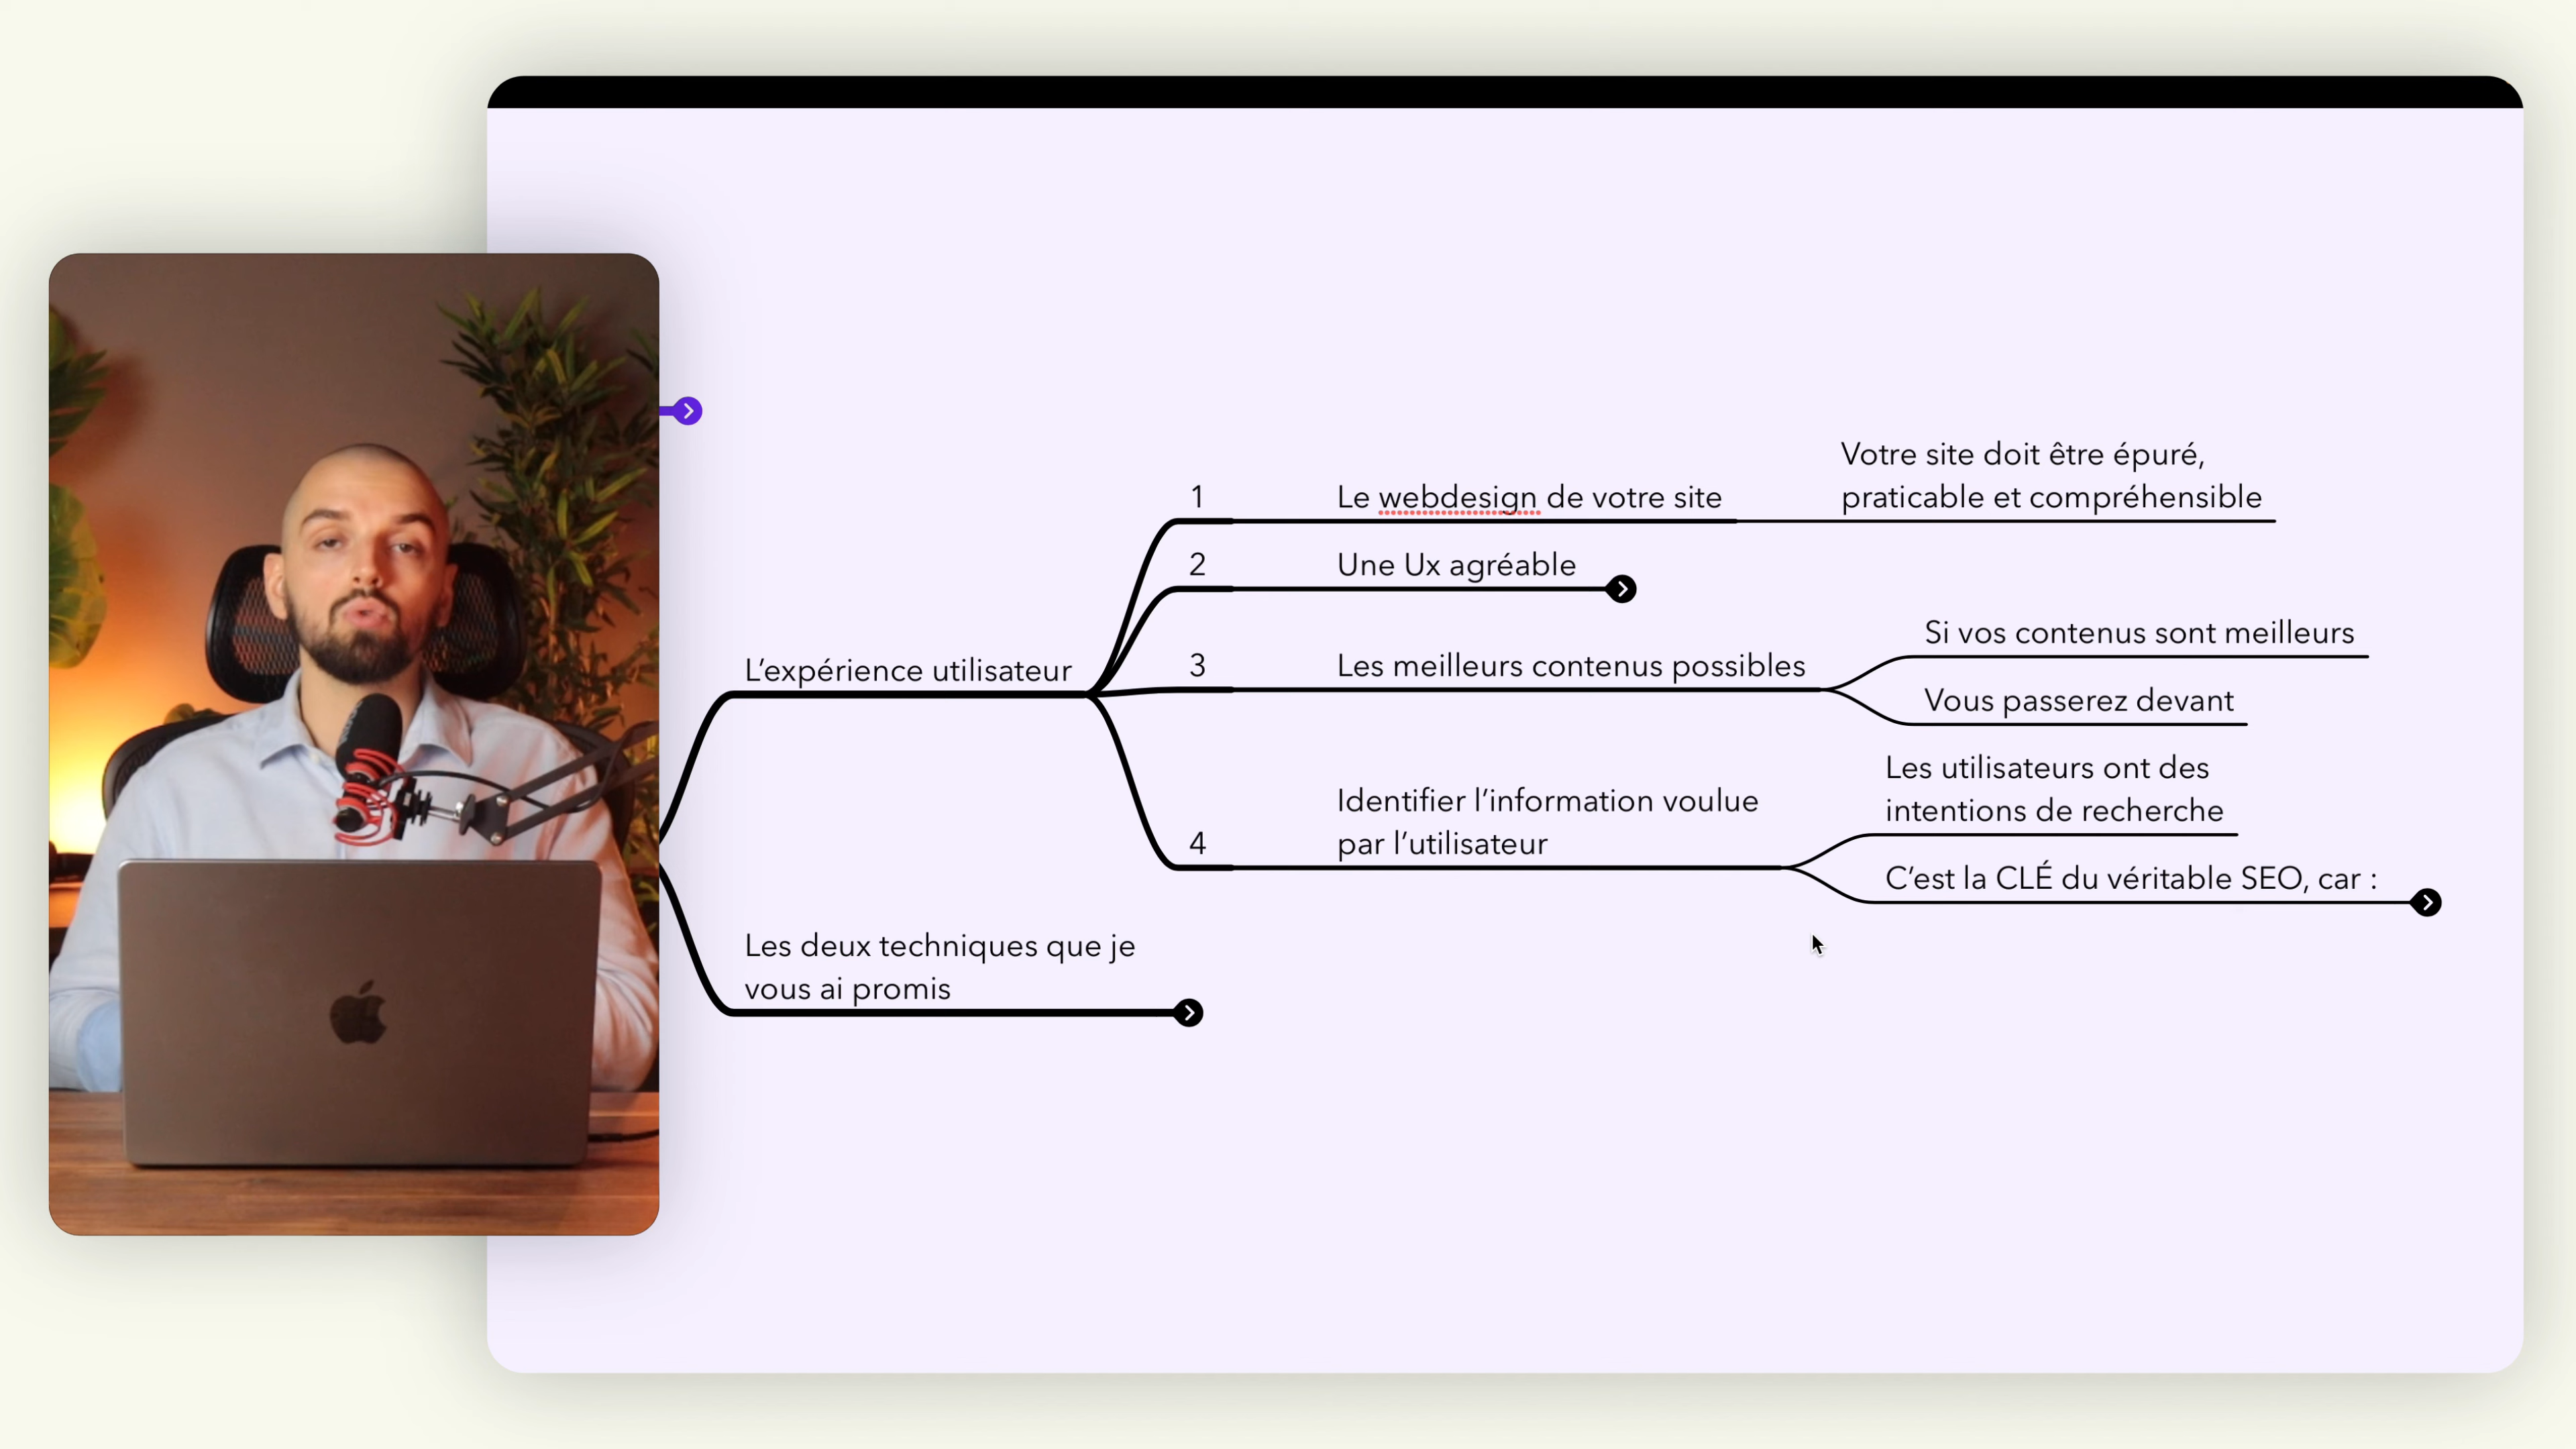 L’expérience utilisateur
1
Le webdesign de votre site
Votre site doit être épuré,
praticable et compréhensible
2
Une Ux agréable
3
Les meilleurs contenus possibles
Si vos contenus sont meilleurs
Vous passerez devant
4
Identifier l’information voulue
par l’utilisateur
Les utilisateurs ont des
intentions de recherche
C’est la CLÉ du véritable SEO, car :
Les deux techniques que je
vous ai promis